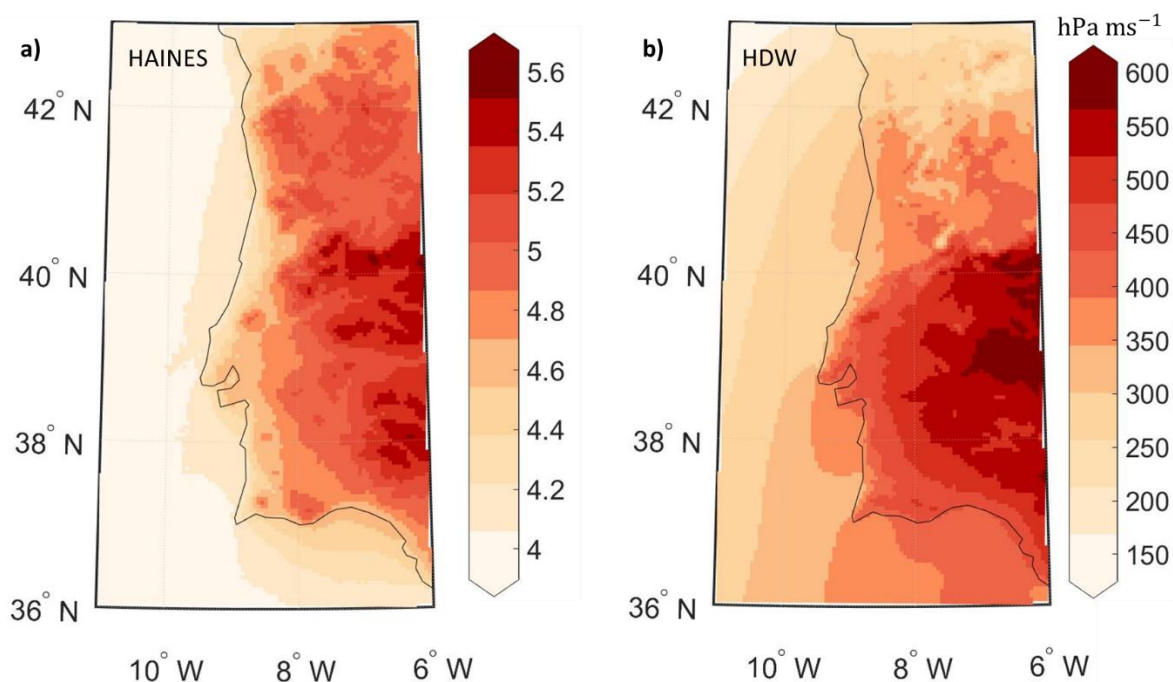 a)
HAINES
42° N
40° N
38° N
36° N
10° W
8° W
6° W
5.6
5.4
5.2
5
4.8
4.6
4.4
4.2
4
b)
HDW
hPa ms⁻¹
42° N
40° N
38° N
36° N
10° W
8° W
6° W
600
550
500
450
400
350
300
250
200
150